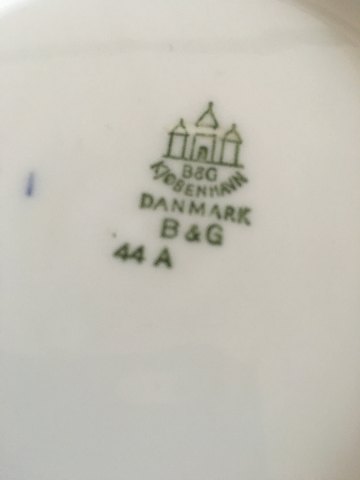 B&G
KJØBENHAVN
DANMARK
B & G
44 A